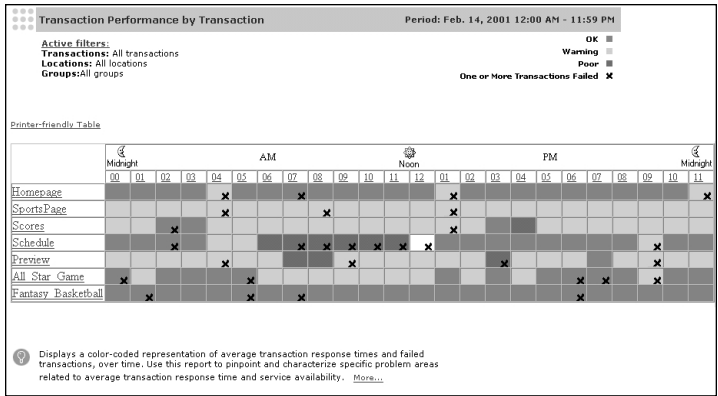 Transaction Performance by Transaction Period: Feb. 14, 2001 12:00 AM - 11:59 PM
Active filters:
Transactions: All transactions
Locations: All locations
Groups:All groups
OK
Warning
Poor
One or More Transactions Failed
Printer-friendly Table
Midnight AM Noon PM Midnight
00 01 02 03 04 05 06 07 08 09 10 11 12 01 02 03 04 05 06 07 08 09 10 11
Homepage
SportsPage
Scores
Schedule
Preview
All Star Game
Fantasy Basketball
Displays a color-coded representation of average transaction response times and failed
transactions, over time. Use this report to pinpoint and characterize specific problem areas
related to average transaction response time and service availability. More...